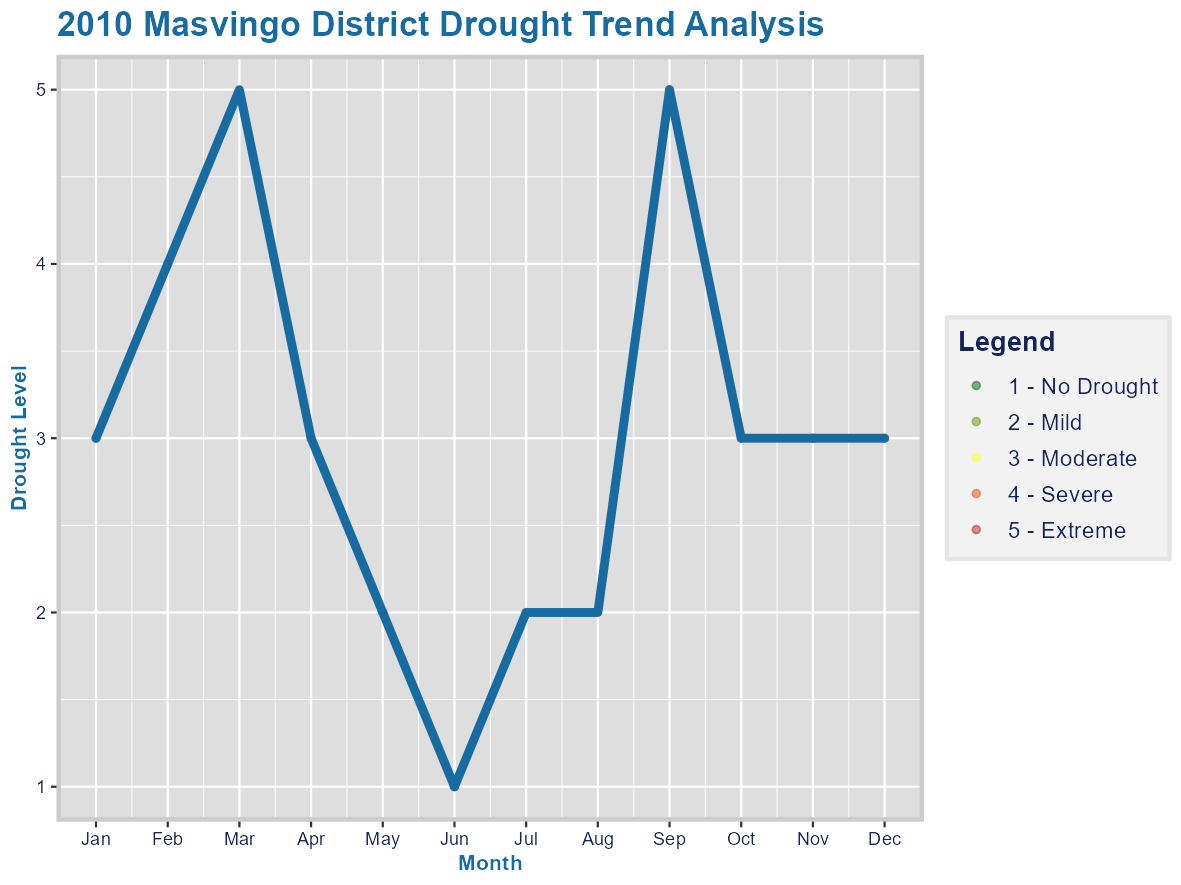 2010 Masvingo District Drought Trend Analysis
5
4
3
2
1
Drought Level
Jan Feb Mar Apr May Jun Jul Aug Sep Oct Nov Dec
Month
Legend
1 - No Drought
2 - Mild
3 - Moderate
4 - Severe
5 - Extreme